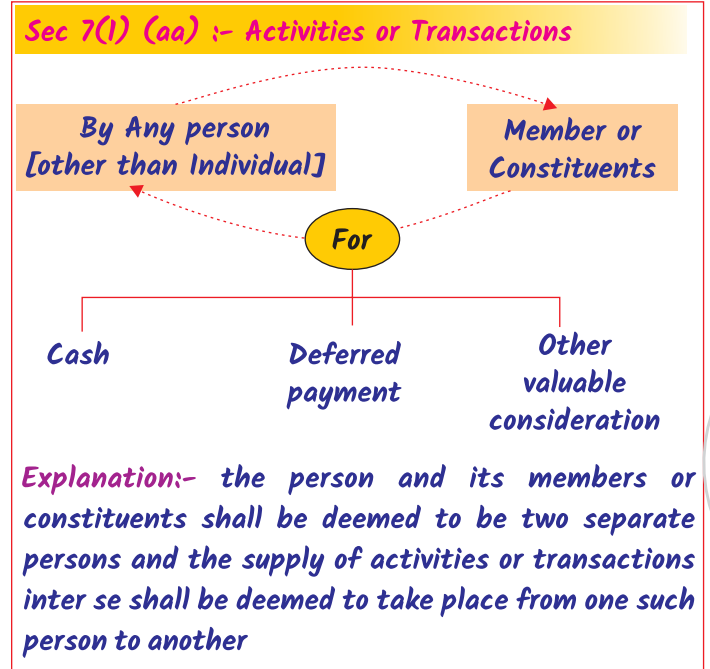 Sec 7(1) (aa) :- Activities or Transactions
By Any person
[other than Individual]
Member or
Constituents
For
Cash
Deferred
payment
Other
valuable
consideration
Explanation:- the person and its members or
constituents shall be deemed to be two separate
persons and the supply of activities or transactions
inter se shall be deemed to take place from one such
person to another